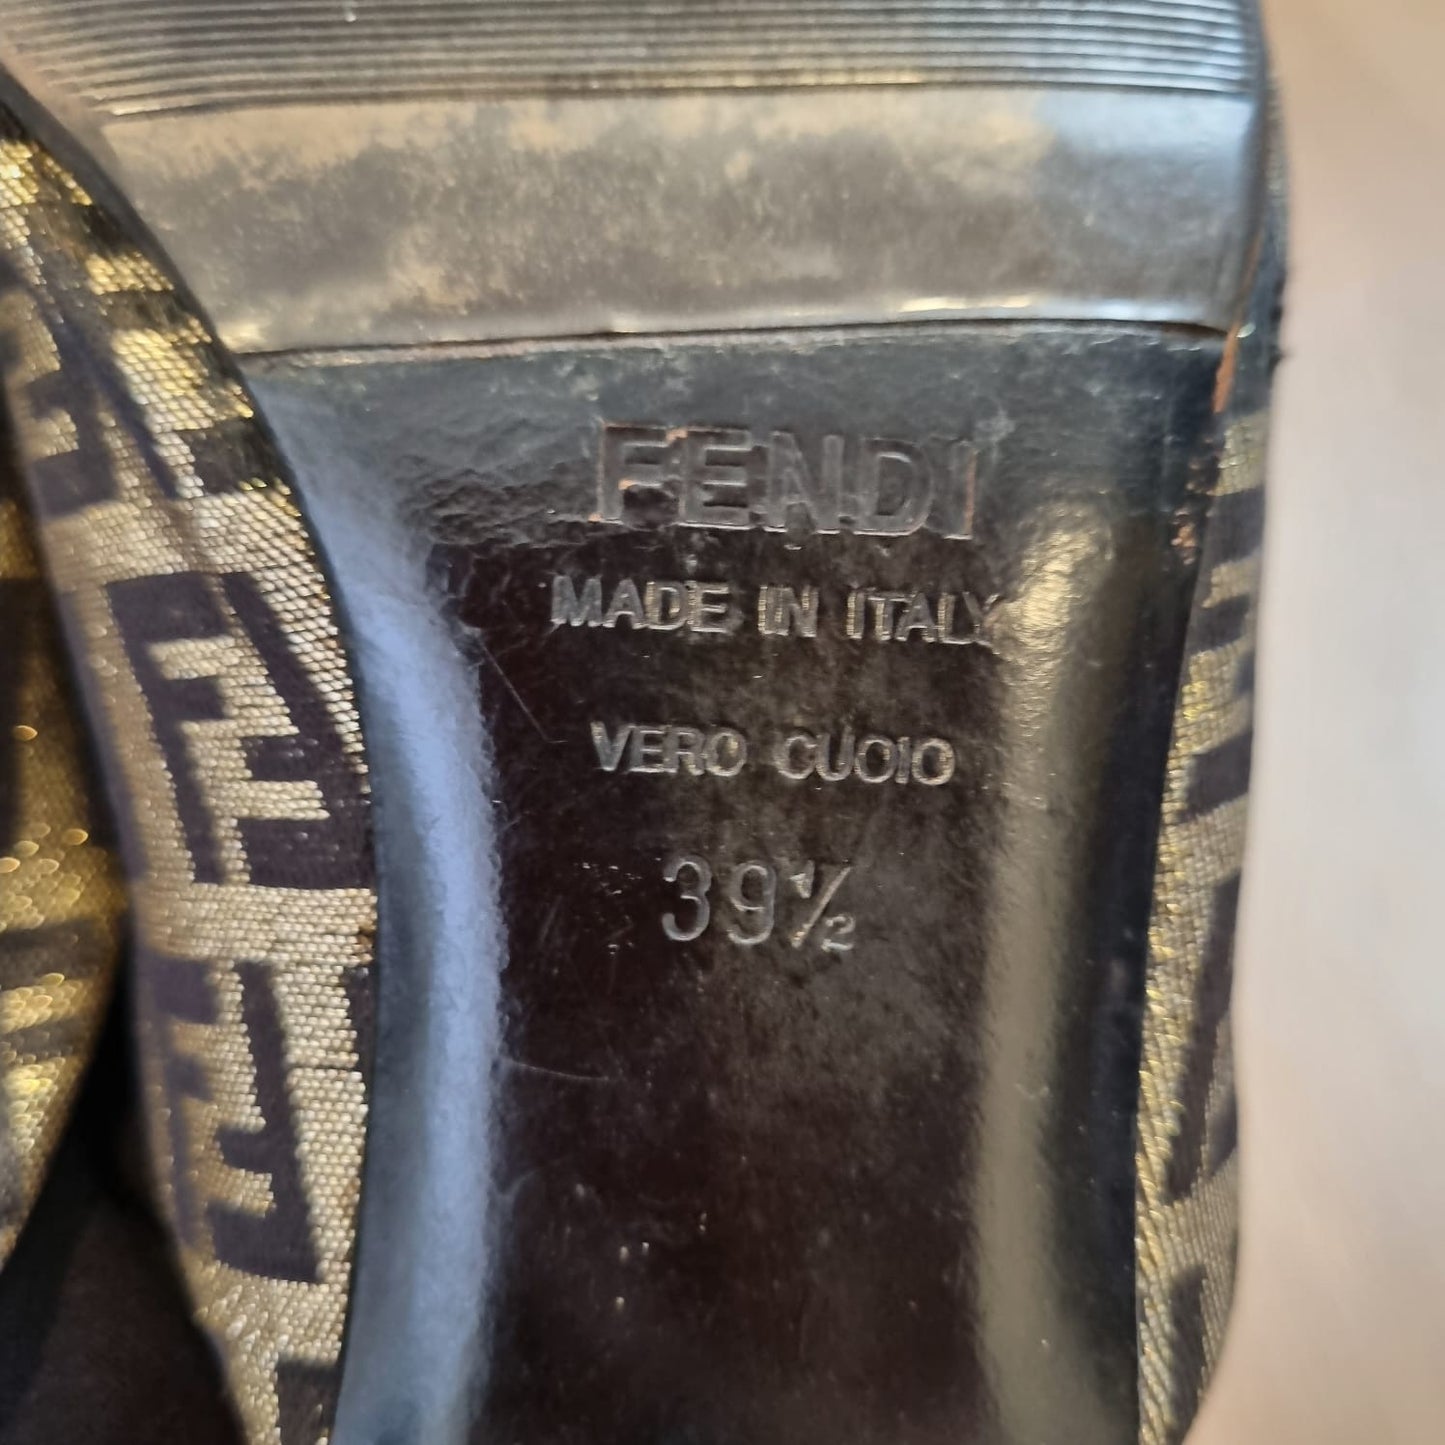 FENDI
MADE IN ITALY
VERO CUOIO
39½